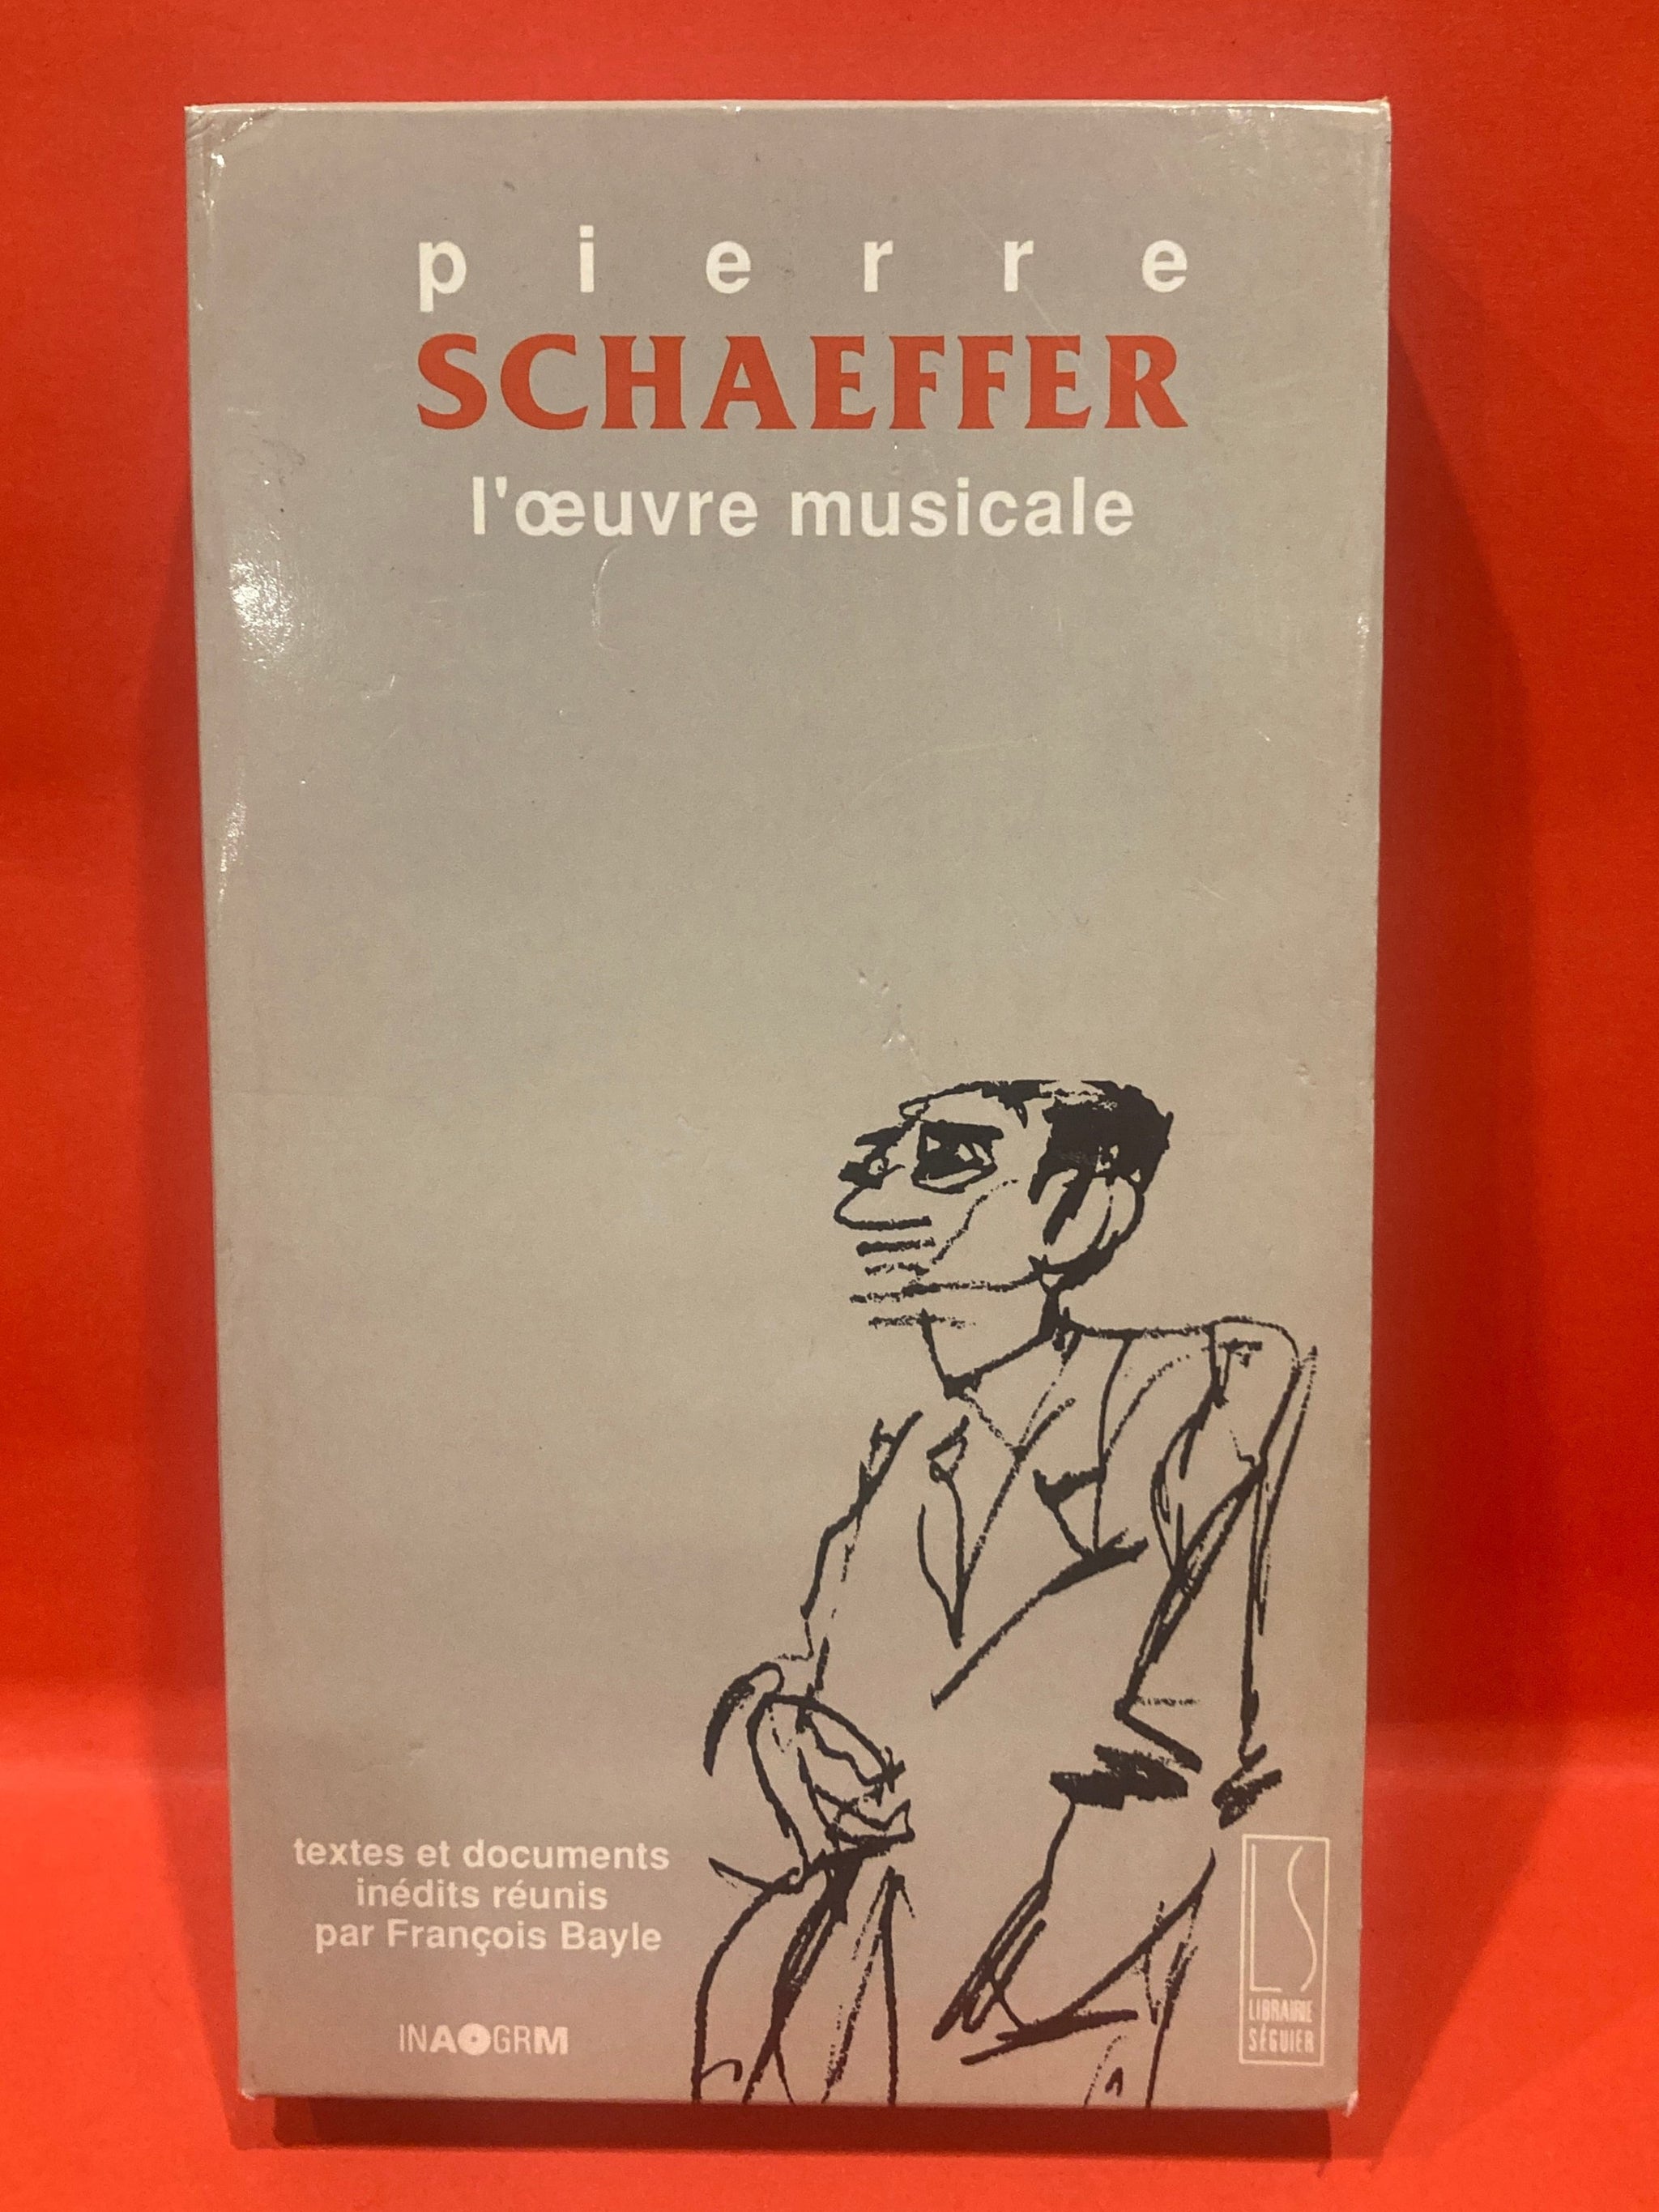 pierre
SCHAEFFER
l'œuvre musicale
textes et documents
inédits réunis
par François Bayle
INA GRM
LS
LIBRAIRIE
SÉGUIER